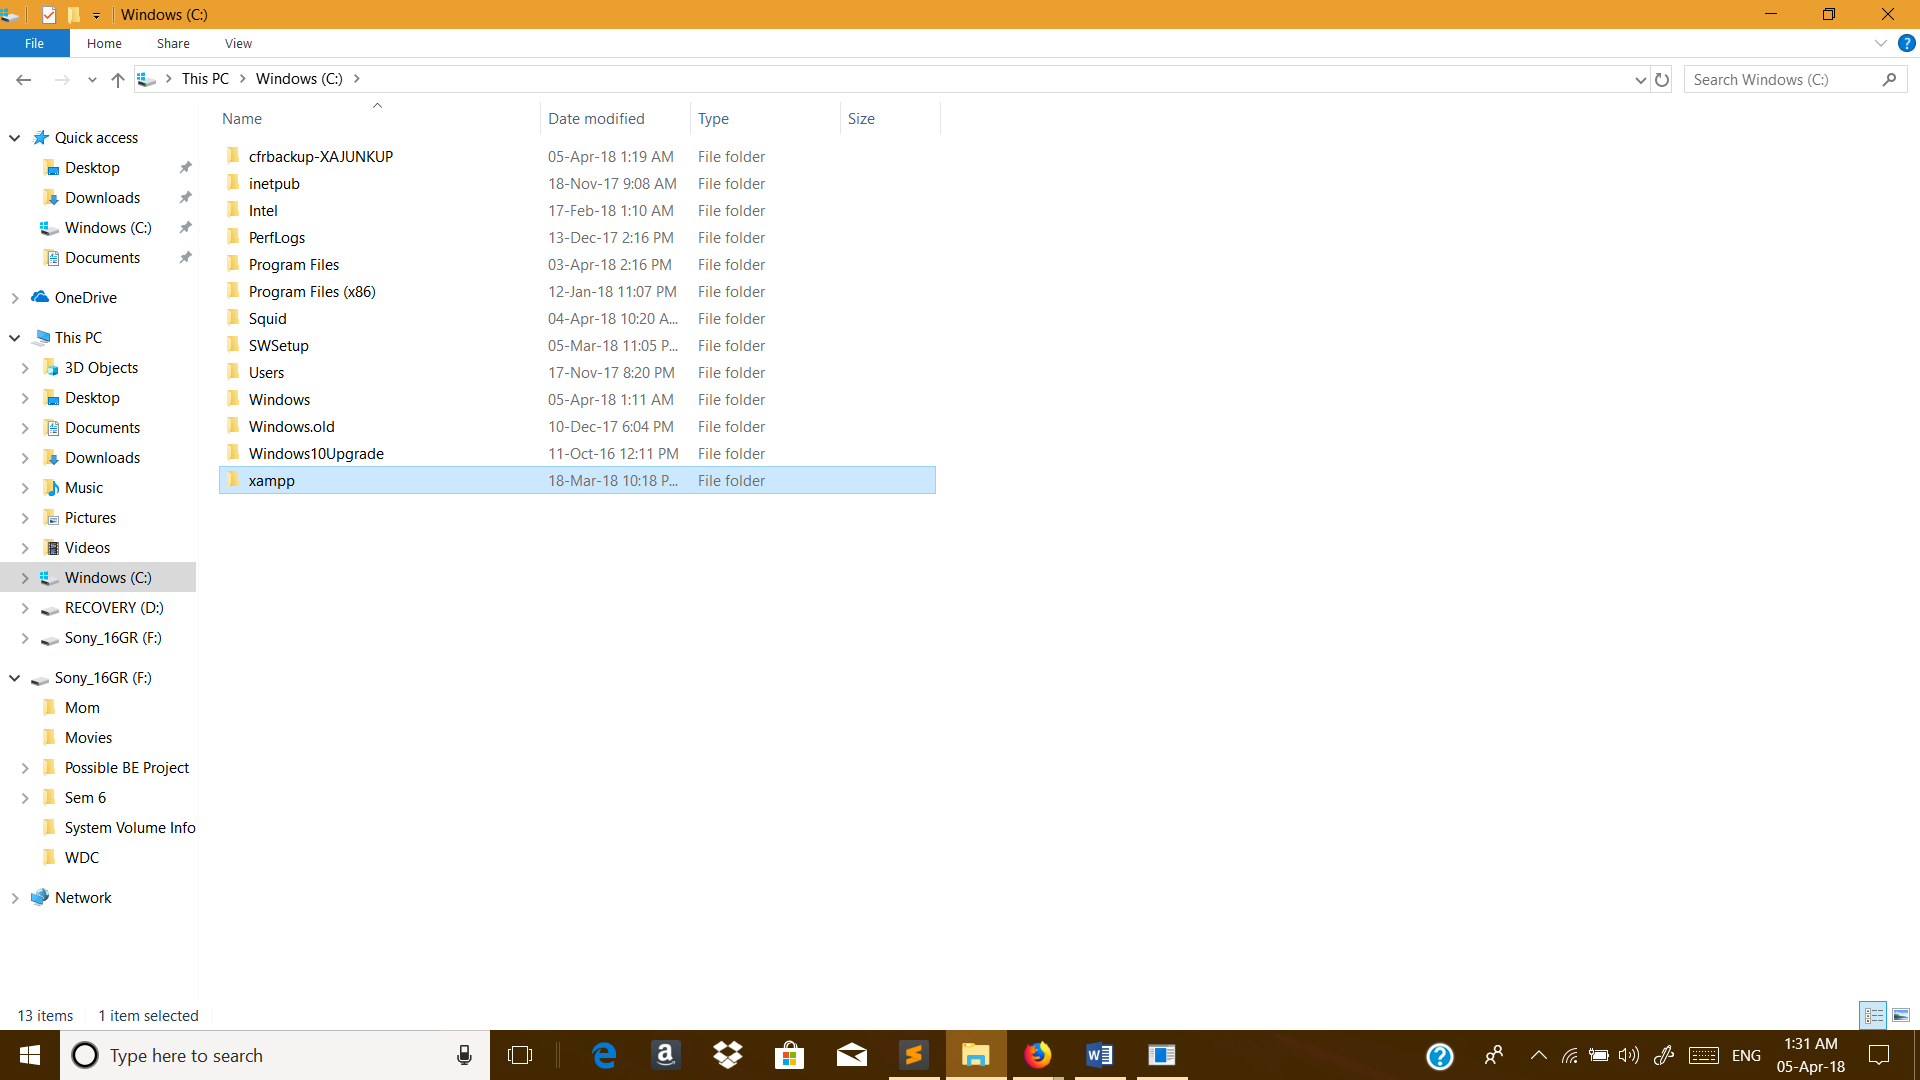 Windows (C:)
File Home Share View
This PC Windows (C:)
Search Windows (C:)
Name Date modified Type Size
Quick access
Desktop
Downloads
Windows (C:)
Documents
OneDrive
This PC
3D Objects
Desktop
Documents
Downloads
Music
Pictures
Videos
Windows (C:)
RECOVERY (D:)
Sony_16GR (F:)
Sony_16GR (F:)
Mom
Movies
Possible BE Project
Sem 6
System Volume Info
WDC
Network
cfrbackup-XAJUNKUP 05-Apr-18 1:19 AM File folder
inetpub 18-Nov-17 9:08 AM File folder
Intel 17-Feb-18 1:10 AM File folder
PerfLogs 13-Dec-17 2:16 PM File folder
Program Files 03-Apr-18 2:16 PM File folder
Program Files (x86) 12-Jan-18 11:07 PM File folder
Squid 04-Apr-18 10:20 A... File folder
SWSetup 05-Mar-18 11:05 P... File folder
Users 17-Nov-17 8:20 PM File folder
Windows 05-Apr-18 1:11 AM File folder
Windows.old 10-Dec-17 6:04 PM File folder
Windows10Upgrade 11-Oct-16 12:11 PM File folder
xampp 18-Mar-18 10:18 P... File folder
13 items 1 item selected
Type here to search
ENG
1:31 AM
05-Apr-18